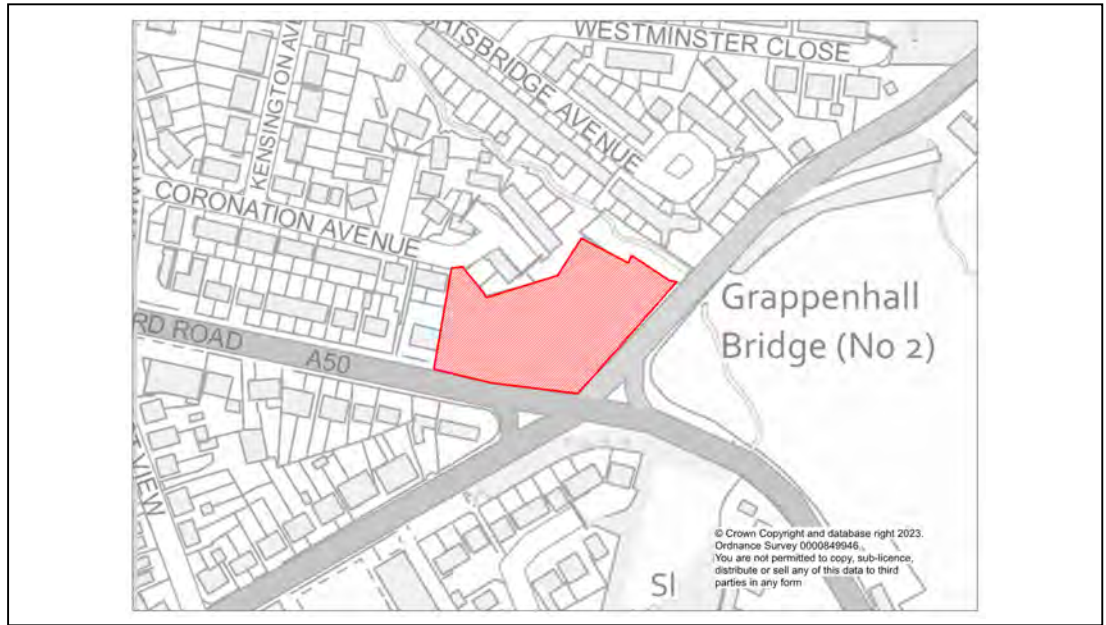 WESTMINSTER CLOSE
HTSBRIDGE AVENUE
KENSINGTON AVE
CORONATION AVENUE
RD ROAD
A50
Grappenhall
Bridge (No 2)
VIEW
SI
© Crown Copyright and database right 2023.
Ordnance Survey 0000849946.
You are not permitted to copy, sub-licence,
distribute or sell any of this data to third
parties in any form